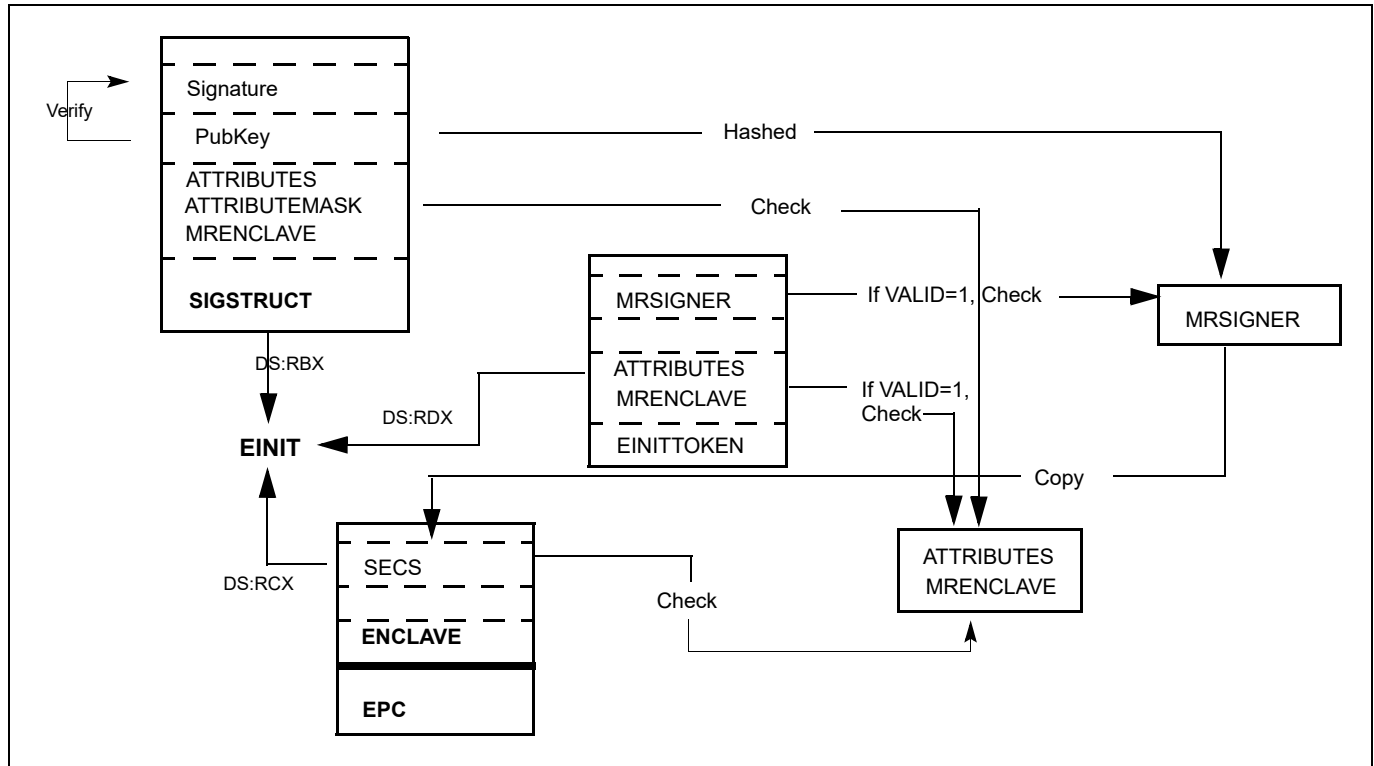 Signature
Verify
PubKey
Hashed
ATTRIBUTES
ATTRIBUTEMASK
MRENCLAVE
Check
SIGSTRUCT
MRSIGNER
If VALID=1, Check
MRSIGNER
DS:RBX
ATTRIBUTES
MRENCLAVE
If VALID=1,
Check
DS:RDX
EINIT
EINITTOKEN
Copy
SECS
DS:RCX
ATTRIBUTES
MRENCLAVE
Check
ENCLAVE
EPC